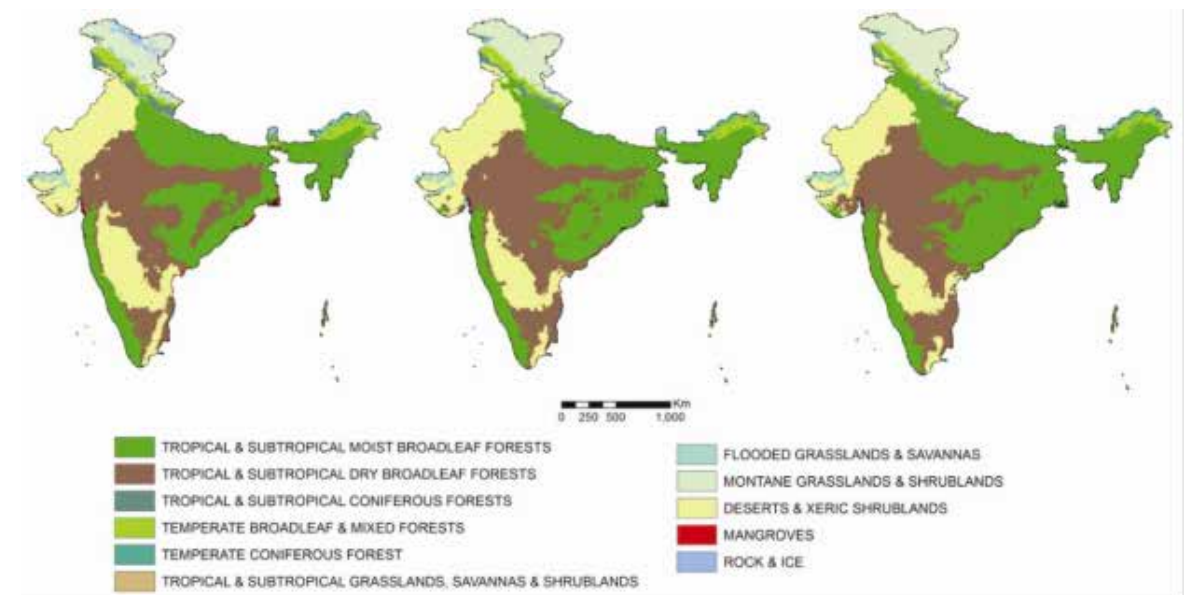 Km
0 250 500 1,000
TROPICAL & SUBTROPICAL MOIST BROADLEAF FORESTS
TROPICAL & SUBTROPICAL DRY BROADLEAF FORESTS
TROPICAL & SUBTROPICAL CONIFEROUS FORESTS
TEMPERATE BROADLEAF & MIXED FORESTS
TEMPERATE CONIFEROUS FOREST
TROPICAL & SUBTROPICAL GRASSLANDS, SAVANNAS & SHRUBLANDS
FLOODED GRASSLANDS & SAVANNAS
MONTANE GRASSLANDS & SHRUBLANDS
DESERTS & XERIC SHRUBLANDS
MANGROVES
ROCK & ICE